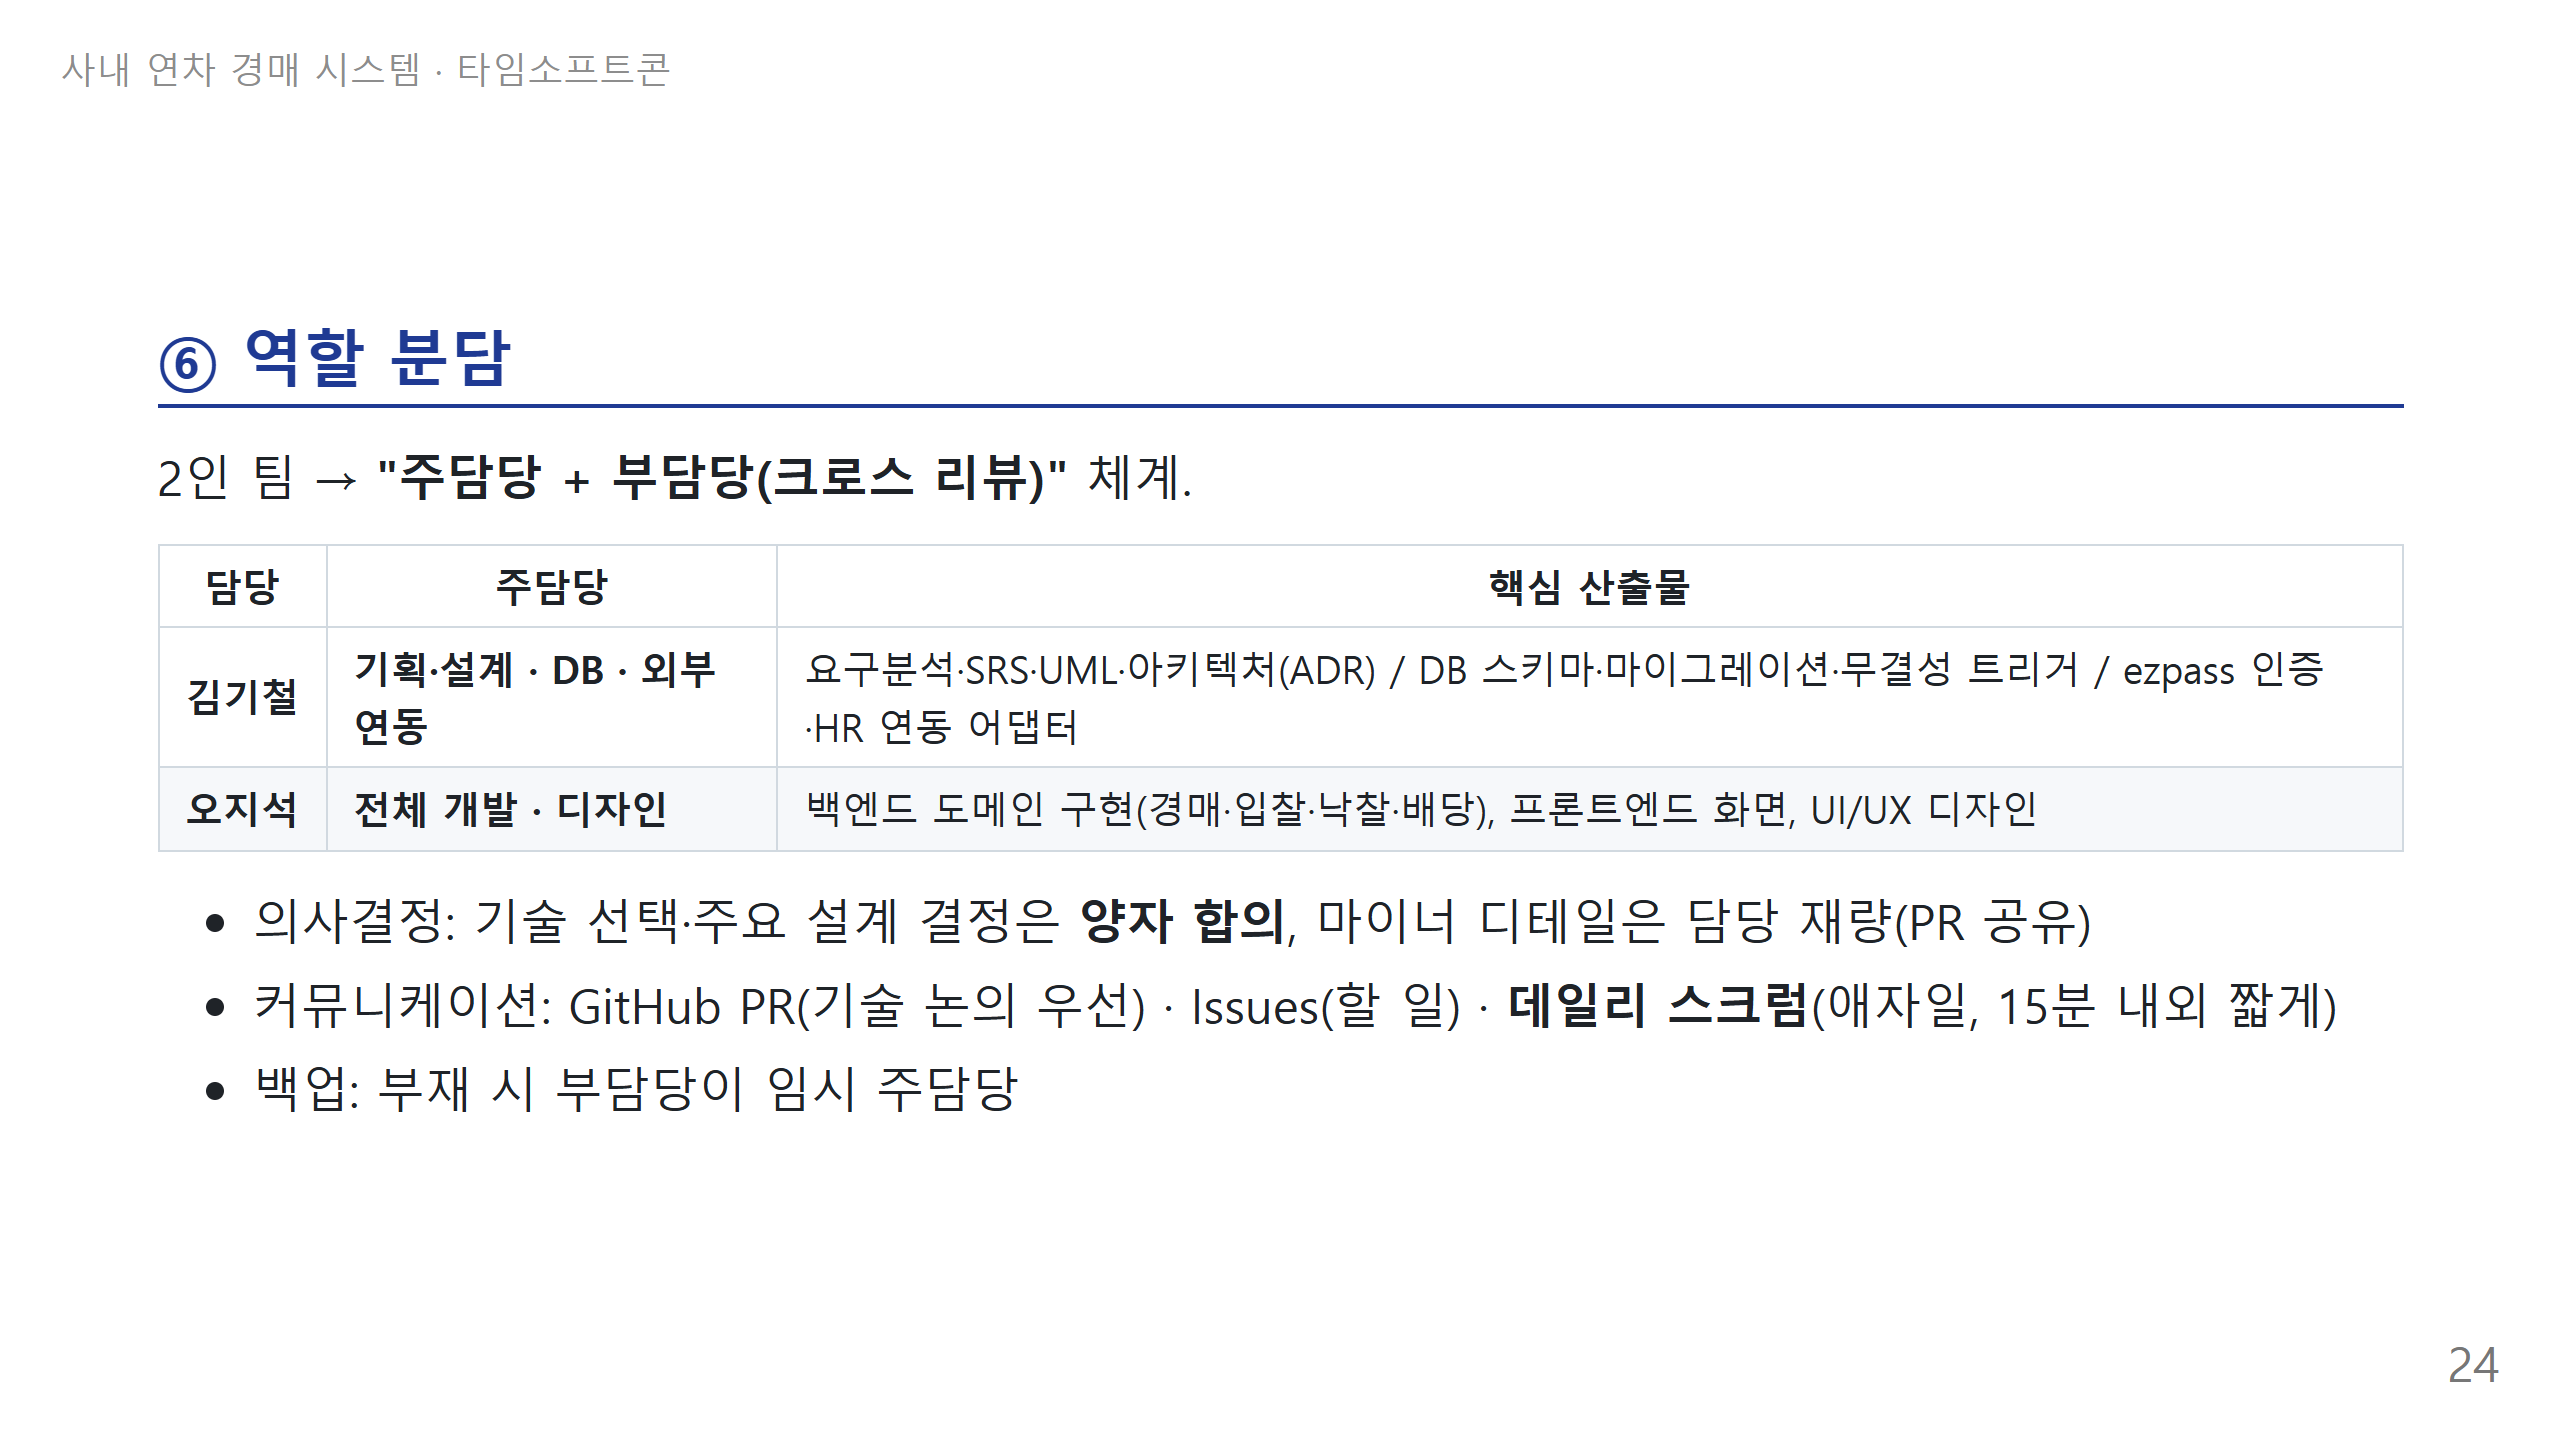 사내 연차 경매 시스템 · 타임소프트콘
⑥ 역할 분담
2인 팀 → "주담당 + 부담당(크로스 리뷰)" 체계.
담당 주담당 핵심 산출물
김기철 기획·설계 · DB · 외부 연동 요구분석·SRS·UML·아키텍처(ADR) / DB 스키마·마이그레이션·무결성 트리거 / ezpass 인증·HR 연동 어댑터
오지석 전체 개발 · 디자인 백엔드 도메인 구현(경매·입찰·낙찰·배당), 프론트엔드 화면, UI/UX 디자인
• 의사결정: 기술 선택·주요 설계 결정은 양자 합의, 마이너 디테일은 담당 재량(PR 공유)
• 커뮤니케이션: GitHub PR(기술 논의 우선) · Issues(할 일) · 데일리 스크럼(애자일, 15분 내외 짧게)
• 백업: 부재 시 부담당이 임시 주담당
24